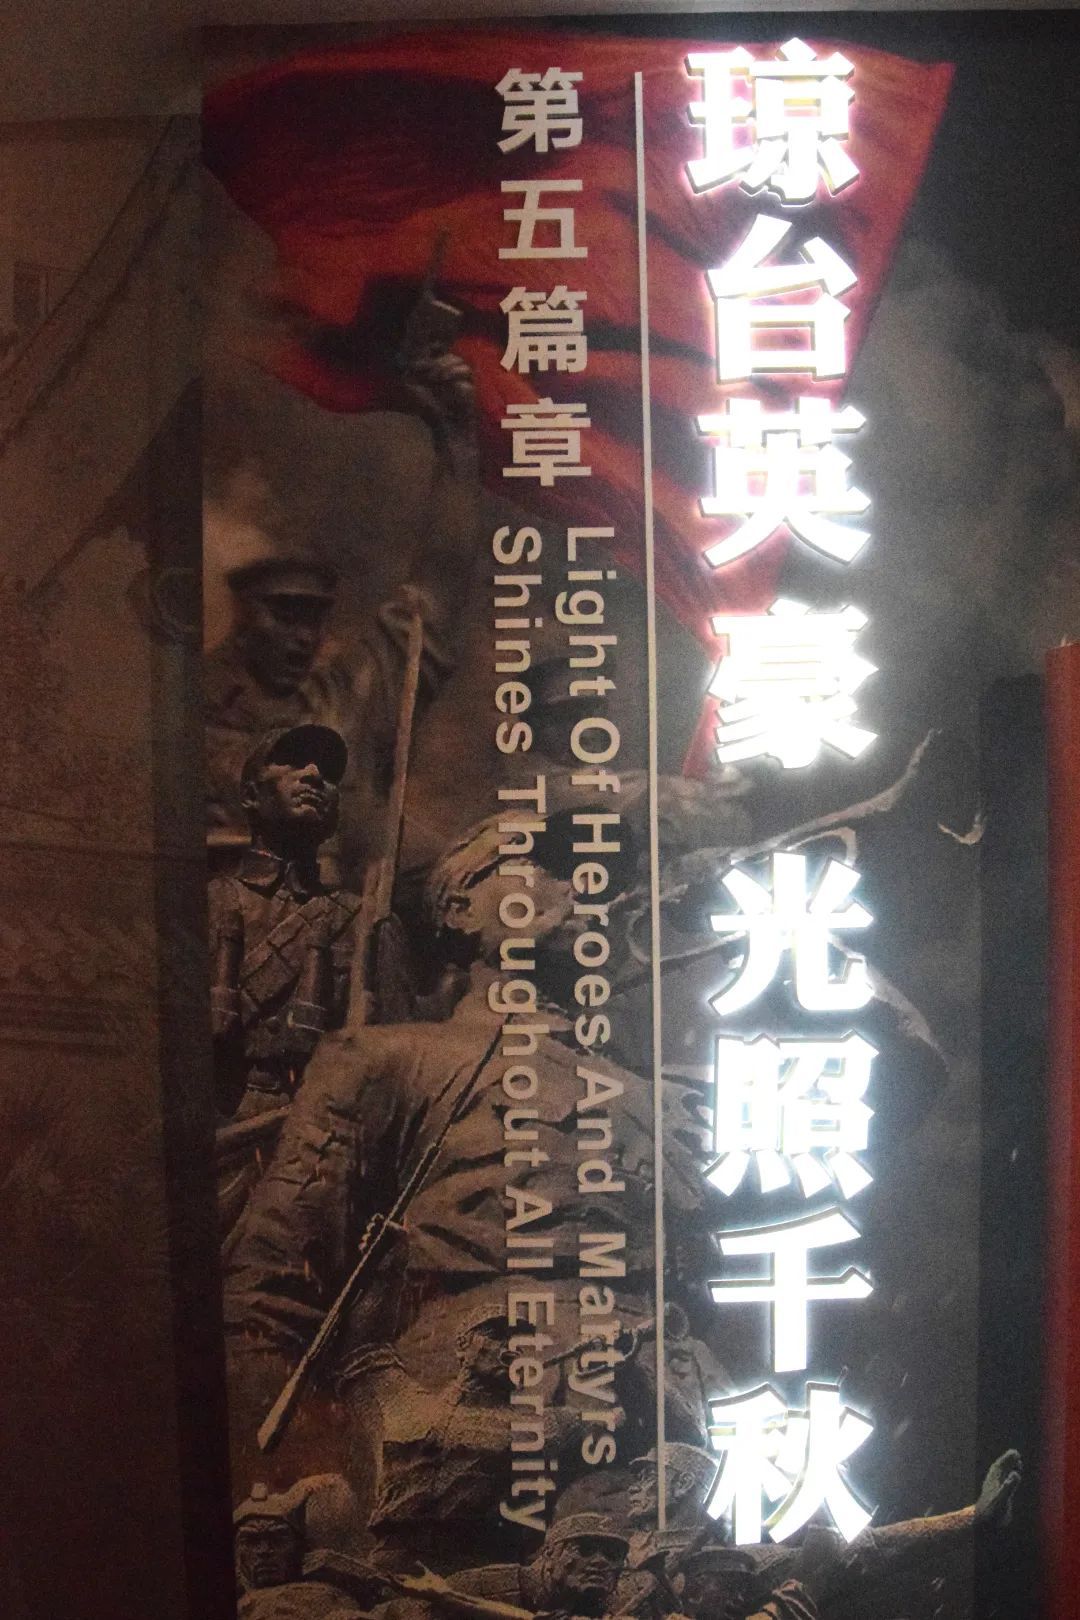 琼台英豪 光照千秋
第五篇章
Light Of Heroes And Martyrs
Shines Throughout All Eternity